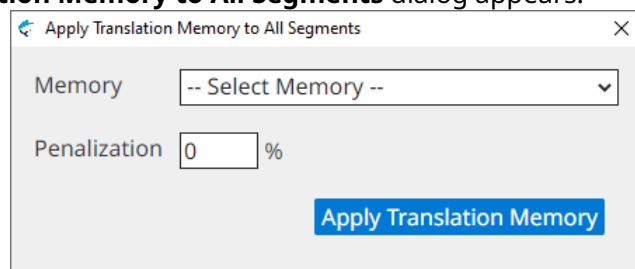 tion Memory to All Segments dialog appears.
Apply Translation Memory to All Segments
Memory -- Select Memory --
Penalization 0 %
Apply Translation Memory